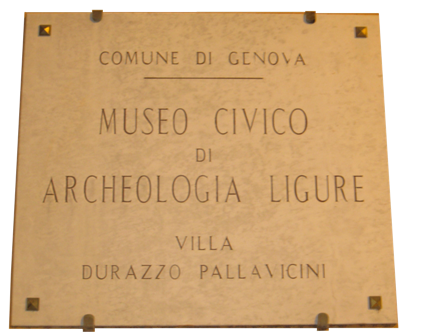 COMUNE DI GENOVA
MUSEO CIVICO
DI
ARCHEOLOGIA LIGURE
VILLA
DURAZZO PALLAVICINI